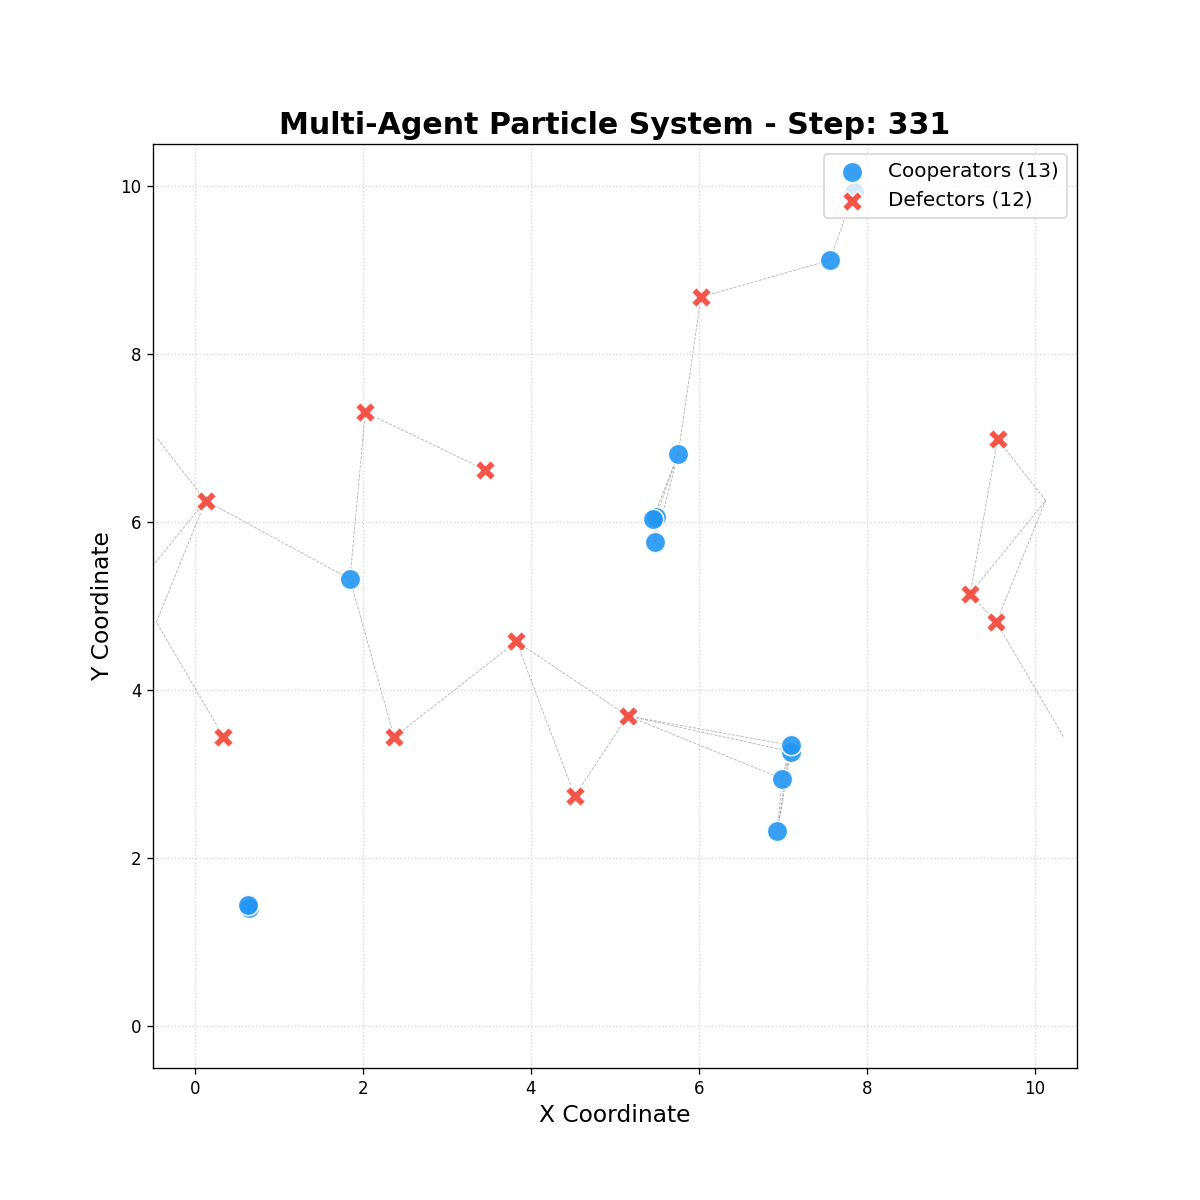 Multi-Agent Particle System - Step: 331
Cooperators (13)
Defectors (12)
10
8
6
4
2
0
Y Coordinate
0 2 4 6 8 10
X Coordinate